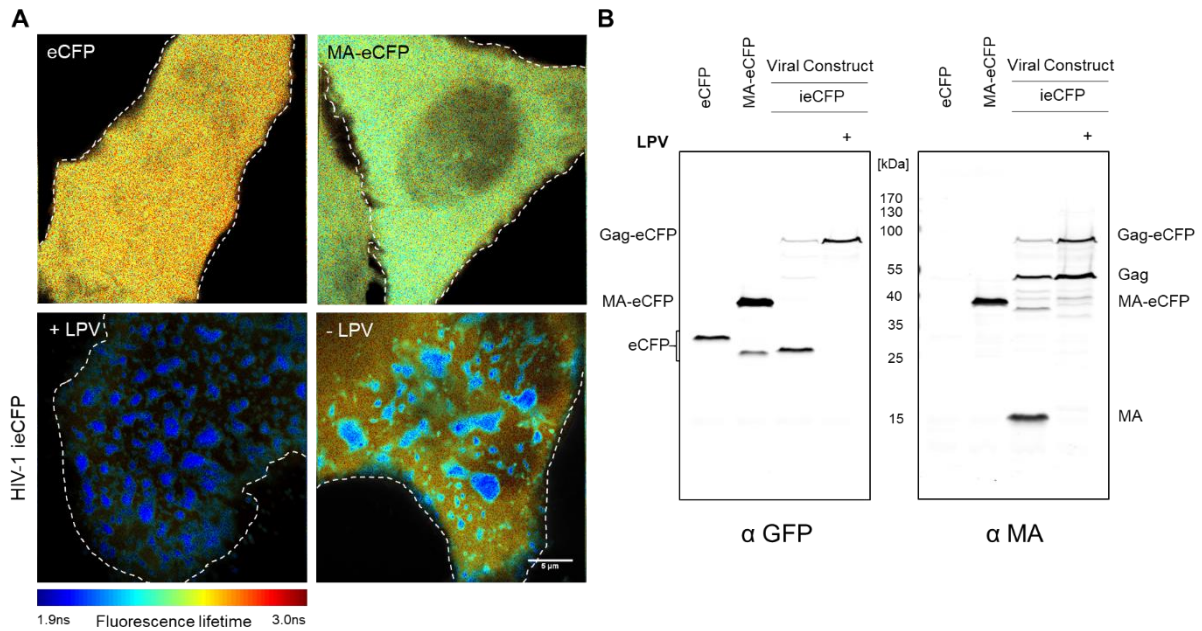 A
eCFP
MA-eCFP
+ LPV
- LPV
5 µm
HIV-1 ieCFP
1.9ns
Fluorescence lifetime
3.0ns
B
eCFP
MA-eCFP
Viral Construct
ieCFP
LPV
+
Gag-eCFP
MA-eCFP
eCFP
α GFP
[kDa]
170
130
100
55
40
35
25
15
eCFP
MA-eCFP
Viral Construct
ieCFP
+
Gag-eCFP
Gag
MA-eCFP
MA
α MA